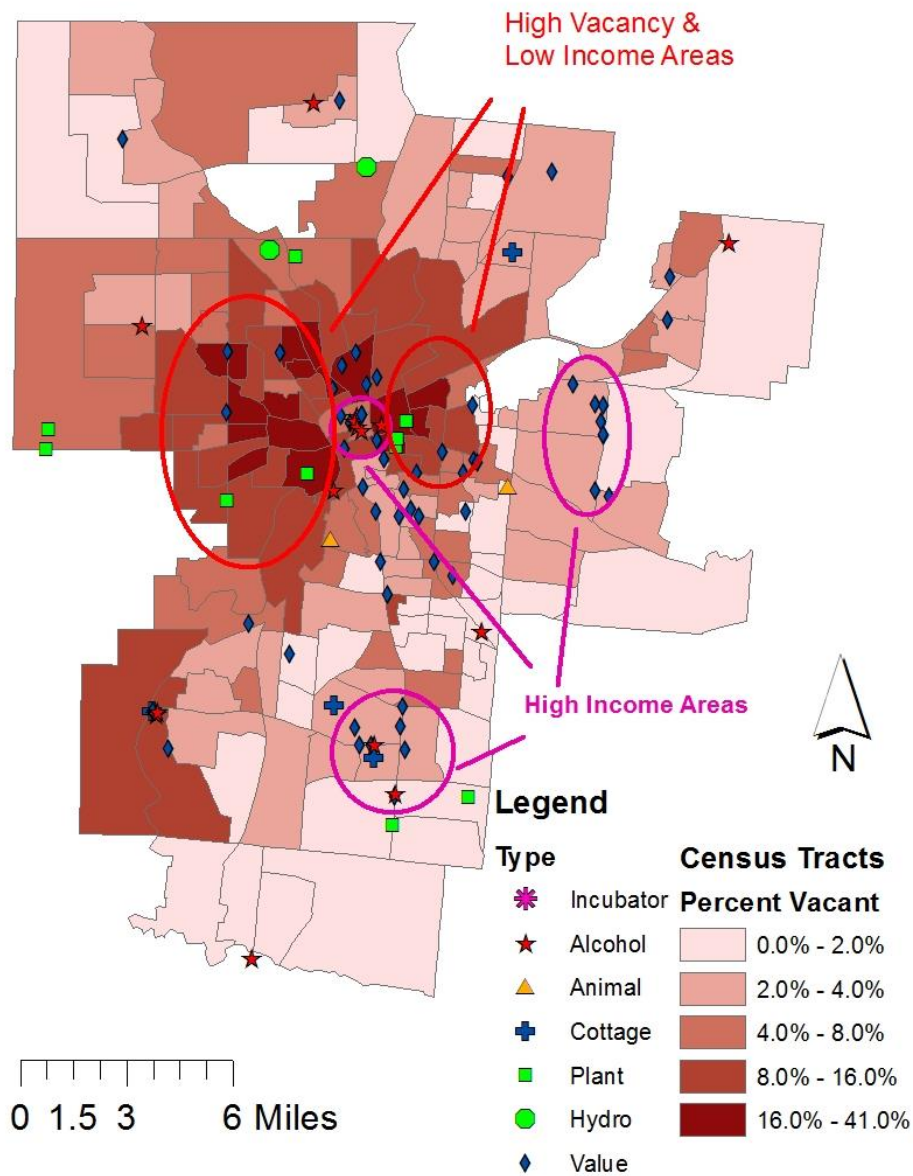 High Vacancy &
Low Income Areas
High Income Areas
N
Legend
Type
Incubator
Alcohol
Animal
Cottage
Plant
Hydro
Value
Census Tracts
Percent Vacant
0.0% - 2.0%
2.0% - 4.0%
4.0% - 8.0%
8.0% - 16.0%
16.0% - 41.0%
0 1.5 3 6 Miles